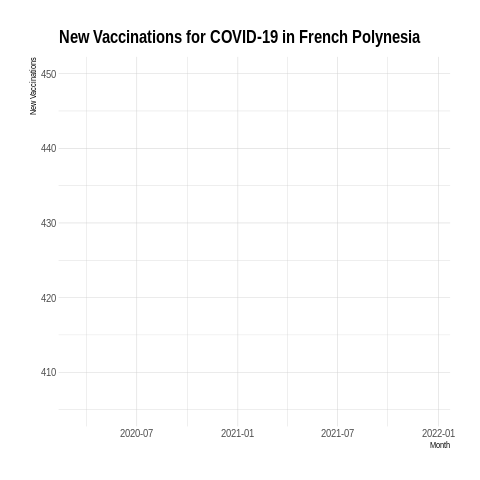 New Vaccinations for COVID-19 in French Polynesia
New Vaccinations
450
440
430
420
410
2020-07 2021-01 2021-07 2022-01
Month